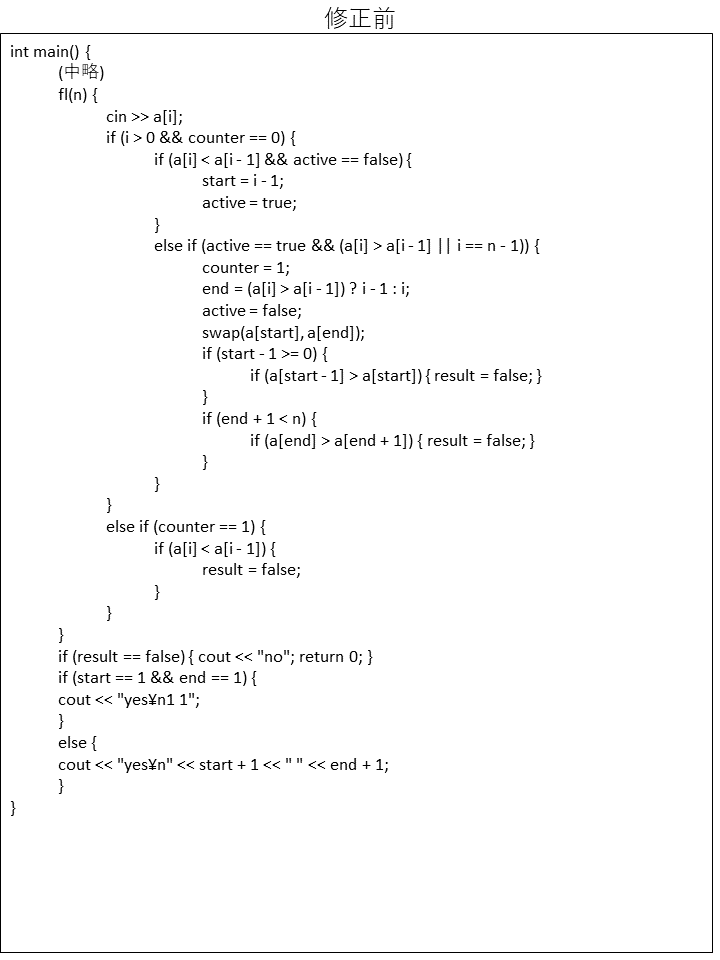 修正前
int main() {
(中略)
fl(n) {
cin >> a[i];
if (i > 0 && counter == 0) {
if (a[i] < a[i - 1] && active == false) {
start = i - 1;
active = true;
}
else if (active == true && (a[i] > a[i - 1] || i == n - 1)) {
counter = 1;
end = (a[i] > a[i - 1]) ? i - 1 : i;
active = false;
swap(a[start], a[end]);
if (start - 1 >= 0) {
if (a[start - 1] > a[start]) { result = false; }
}
if (end + 1 < n) {
if (a[end] > a[end + 1]) { result = false; }
}
}
}
else if (counter == 1) {
if (a[i] < a[i - 1]) {
result = false;
}
}
}
if (result == false) { cout << "no"; return 0; }
if (start == 1 && end == 1) {
cout << "yes¥n1 1";
}
else {
cout << "yes¥n" << start + 1 << " " << end + 1;
}
}